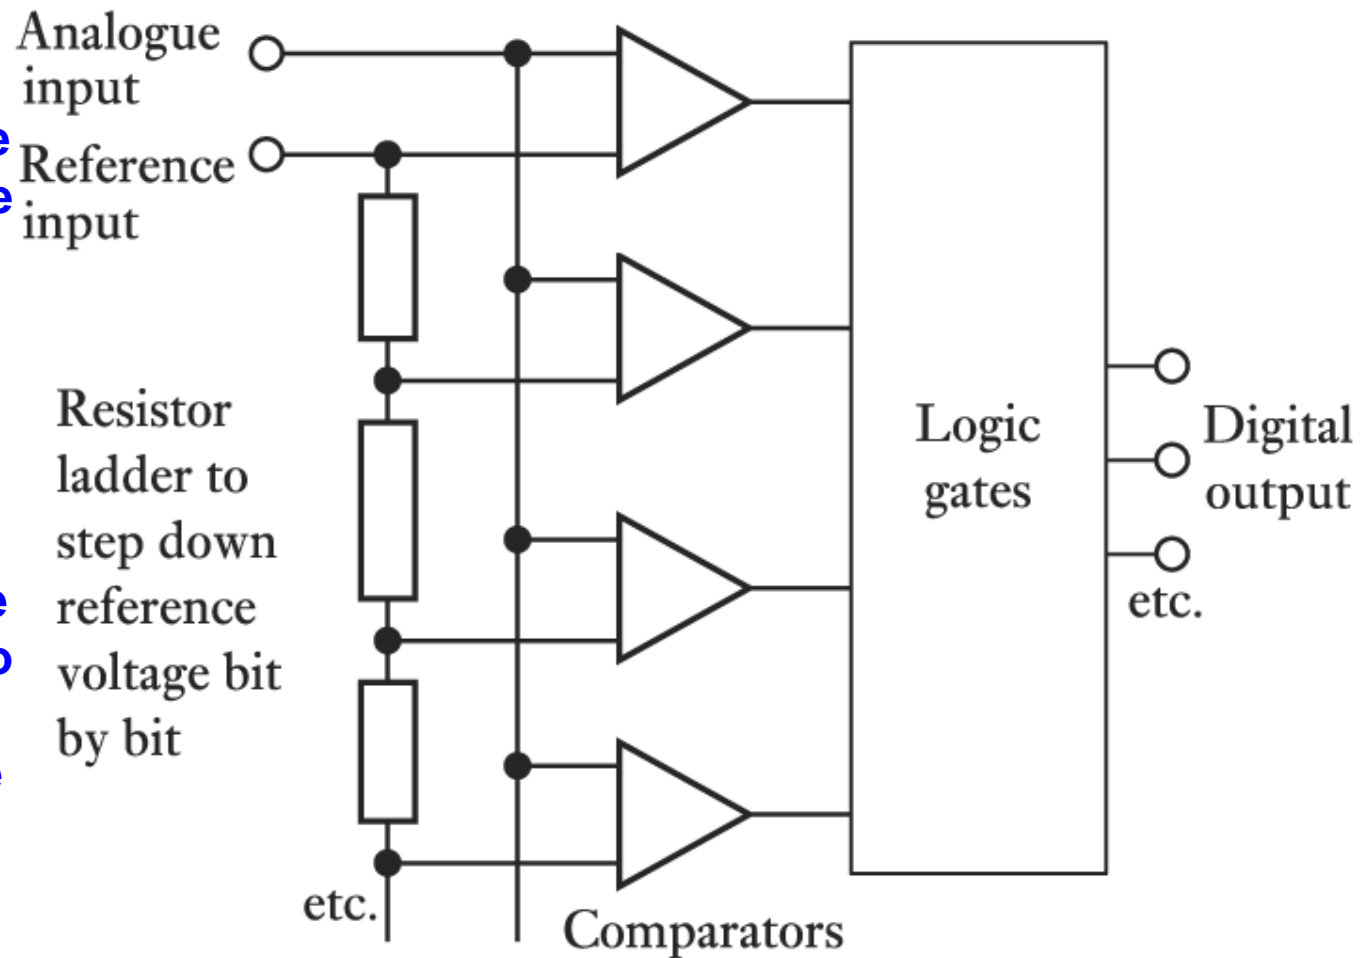 Analogue
input
Reference
input
Resistor
ladder to
step down
reference
voltage bit
by bit
etc.
Comparators
Logic
gates
Digital
output
etc.